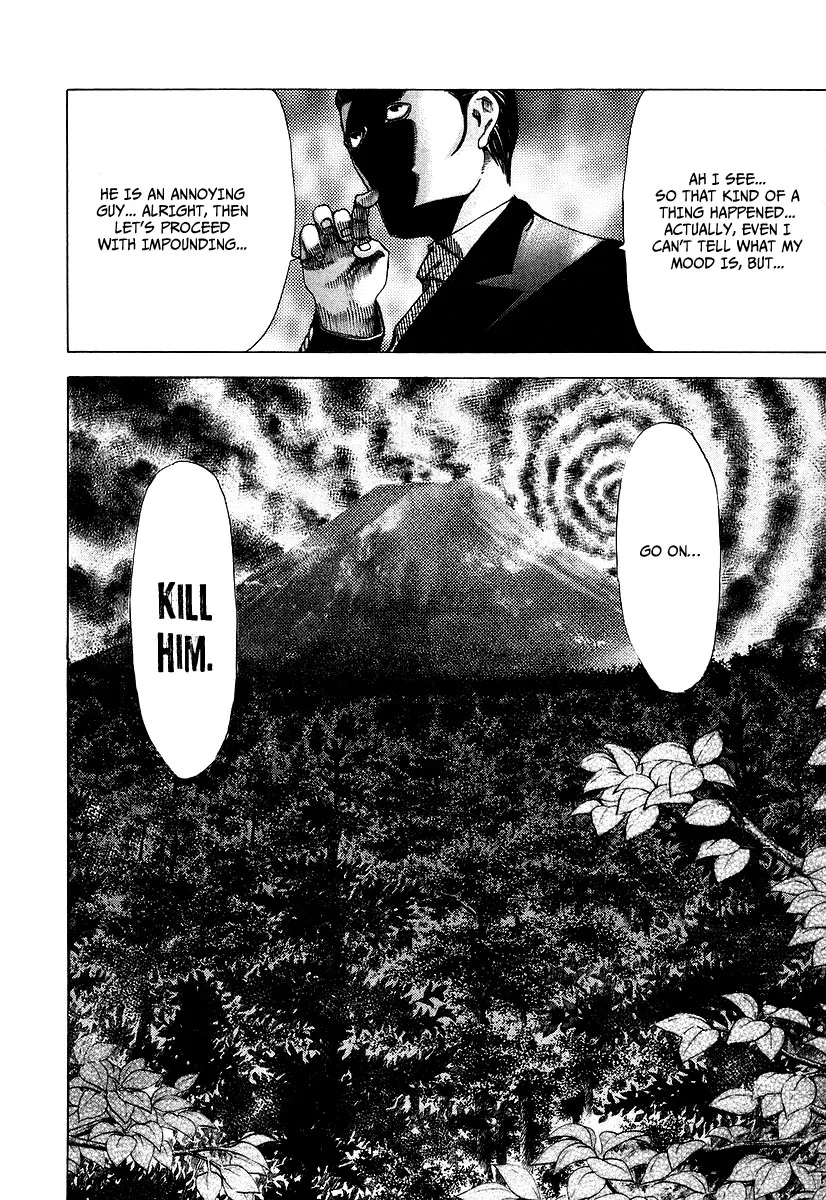 AH I SEE...
SO THAT KIND OF A
THING HAPPENED...
ACTUALLY, EVEN I
CAN'T TELL WHAT MY
MOOD IS, BUT...
HE IS AN ANNOYING
GUY... ALRIGHT, THEN
LET'S PROCEED
WITH IMPOUNDING...
GO ON...
KILL
HIM.